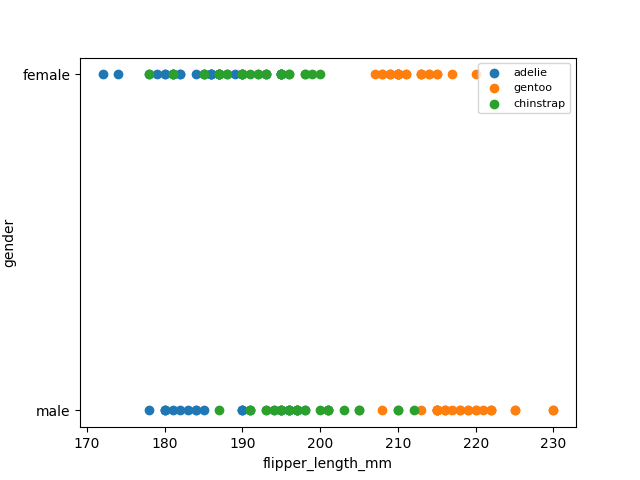 female
adelie
gentoo
chinstrap
gender
male
170 180 190 200 210 220 230
flipper_length_mm